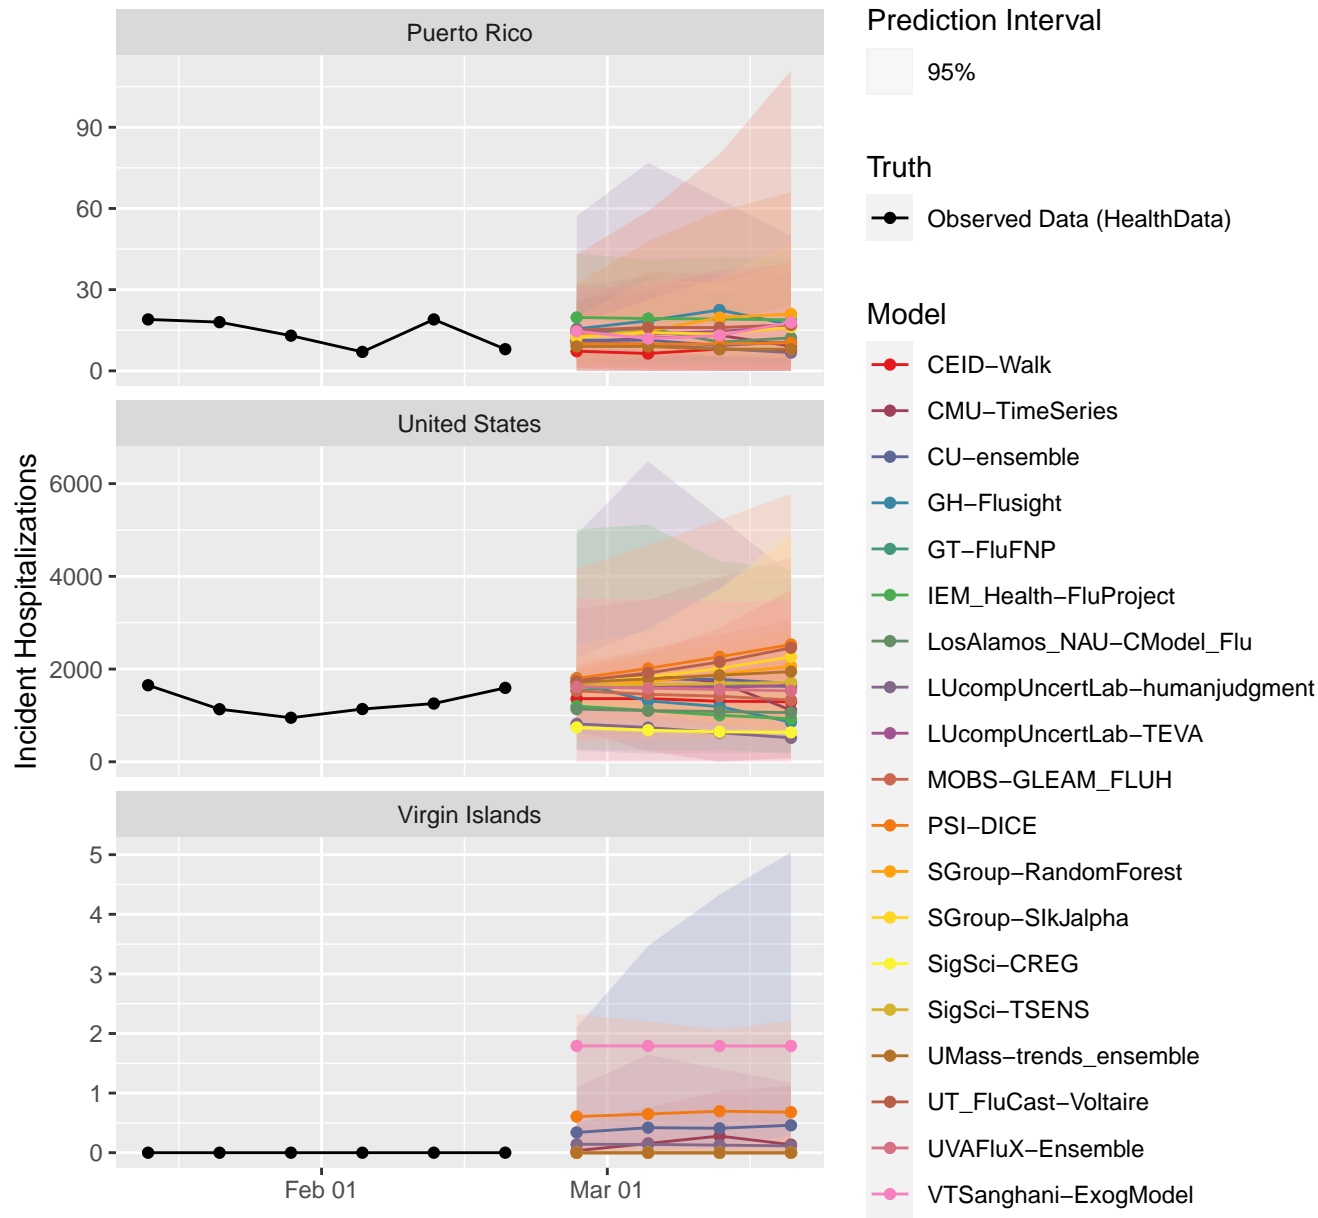 Puerto Rico
90
60
30
0
United States
6000
4000
2000
0
Virgin Islands
5
4
3
2
1
0
Feb 01
Mar 01
Incident Hospitalizations
Prediction Interval
95%
Truth
Observed Data (HealthData)
Model
CEID−Walk
CMU−TimeSeries
CU−ensemble
GH−Flusight
GT−FluFNP
IEM_Health−FluProject
LosAlamos_NAU−CModel_Flu
LUcompUncertLab−humanjudgment
LUcompUncertLab−TEVA
MOBS−GLEAM_FLUH
PSI−DICE
SGroup−RandomForest
SGroup−SIkJalpha
SigSci−CREG
SigSci−TSENS
UMass−trends_ensemble
UT_FluCast−Voltaire
UVAFluX−Ensemble
VTSanghani−ExogModel